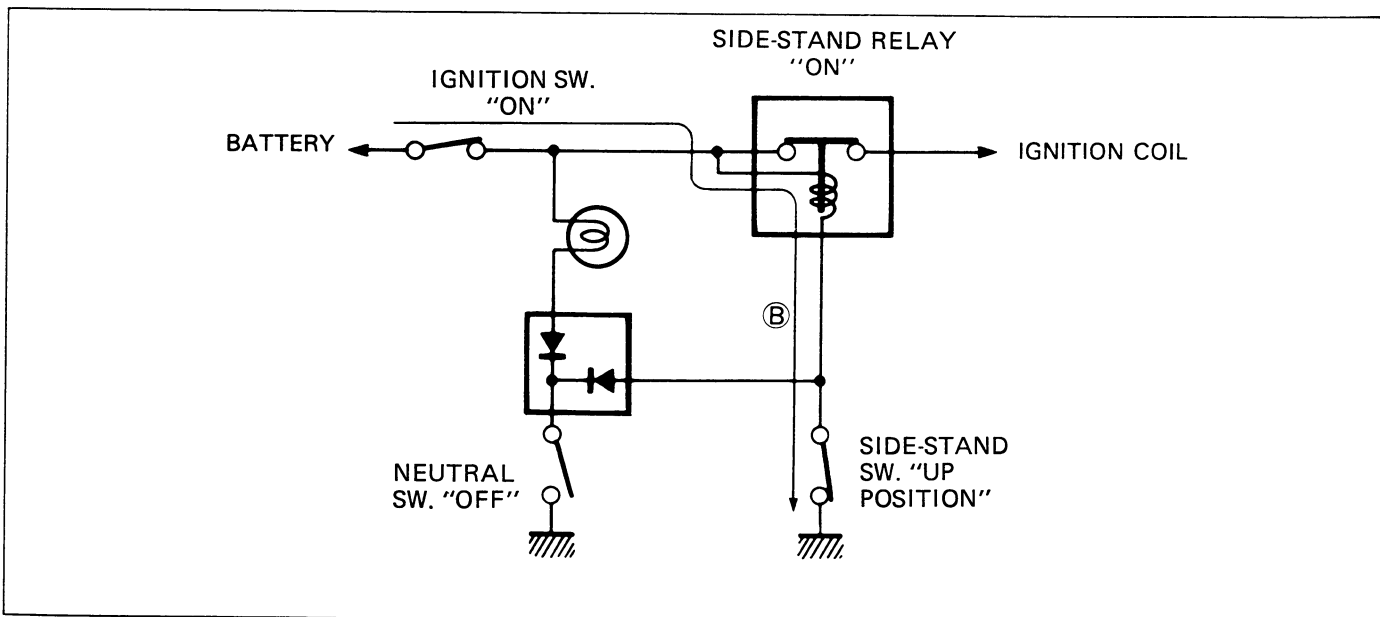 SIDE-STAND RELAY
"ON"
IGNITION SW.
"ON"
BATTERY
IGNITION COIL
B
NEUTRAL
SW. "OFF"
SIDE-STAND
SW. "UP
POSITION"